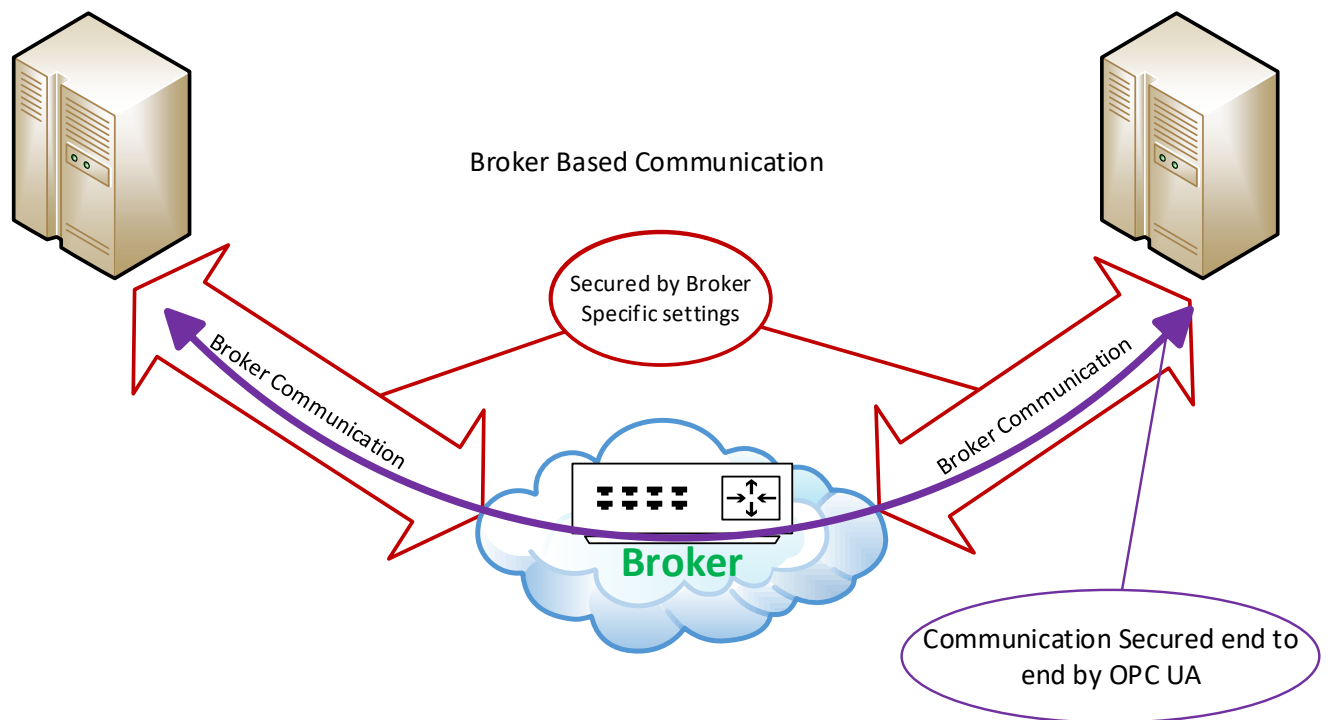 Broker Based Communication
Secured by Broker
Specific settings
Broker Communication
Broker Communication
Broker
Communication Secured end to
end by OPC UA